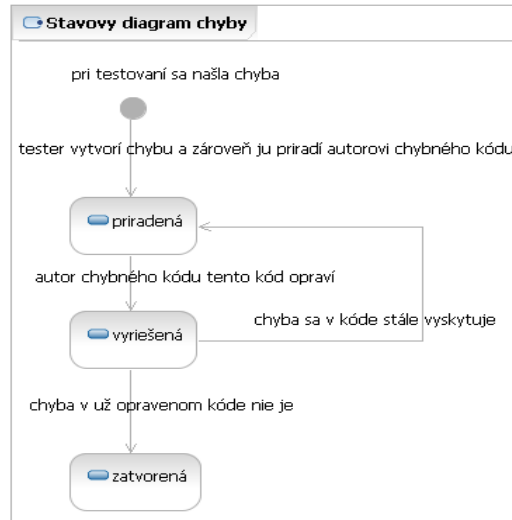 Stavovy diagram chyby
pri testovaní sa našla chyba
tester vytvorí chybu a zároveň ju priradí autorovi chybného kódu
priradená
autor chybného kódu tento kód opraví
chyba sa v kóde stále vyskytuje
vyriešená
chyba v už opravenom kóde nie je
zatvorená